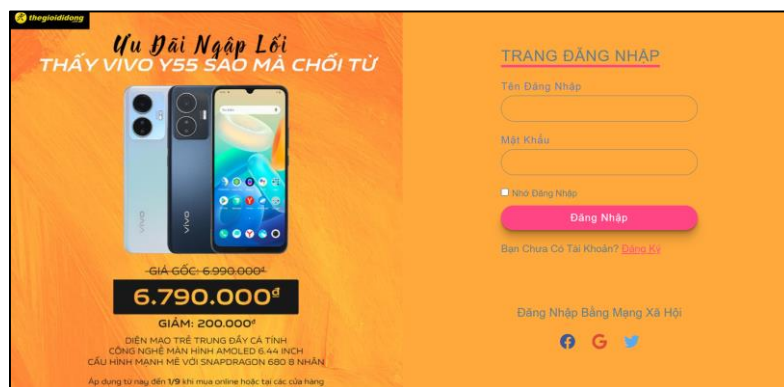 thegioididong
Ưu Đãi Ngập Lối
THẤY VIVO Y55 SAO MÀ CHỐI TỪ
vivo
vivo
GIÁ GỐC: 6.990.000đ
6.790.000đ
GIẢM: 200.000đ
DIỆN MẠO TRẺ TRUNG ĐẦY CÁ TÍNH
CÔNG NGHỆ MÀN HÌNH AMOLED 6.44 INCH
CẤU HÌNH MẠNH MẼ VỚI SNAPDRAGON 680 8 NHÂN
Áp dụng từ nay đến 1/9 khi mua online hoặc tại các cửa hàng
TRANG ĐĂNG NHẬP
Tên Đăng Nhập
Mật Khẩu
Nhớ Đăng Nhập
Đăng Nhập
Bạn Chưa Có Tài Khoản? Đăng Ký
Đăng Nhập Bằng Mạng Xã Hội